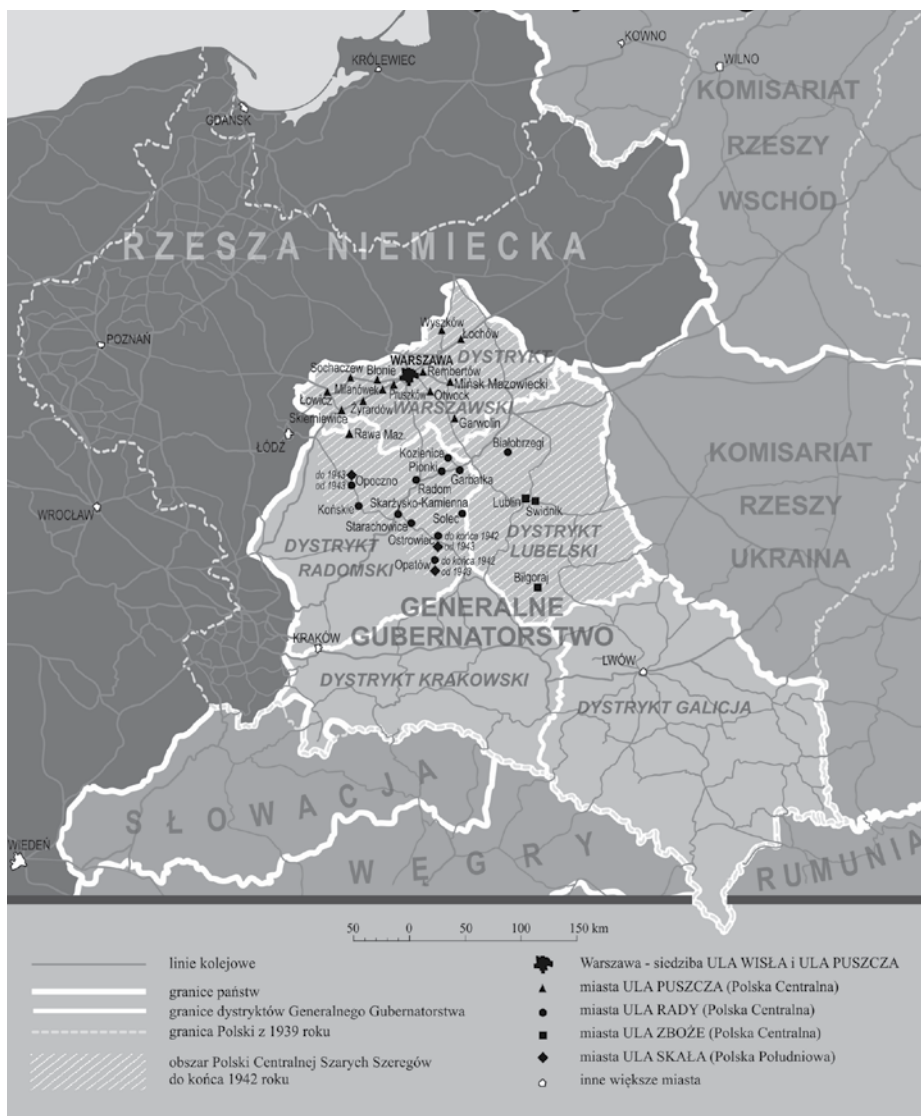 KOWNO
KRÓLEWIEC
WILNO
KOMISARIAT
RZESZY
WSCHÓD
GDAŃSK
RZESZA NIEMIECKA
POZNAŃ
Wyszków
Łochów
WARSZAWA
DYSTRYKT
WARSZAWSKI
Sochaczew
Błonie
Rembertów
Mińsk Mazowiecki
Milanówek
Pruszków
Otwock
Łowicz
Żyrardów
Skierniewice
Garwolin
ŁÓDŹ
Rawa Maz.
Białobrzegi
Kozienice
Pionki
Garbatka
do 1943
od 1943
Opoczno
Radom
KOMISARIAT
RZESZY
UKRAINA
WROCŁAW
Końskie
Skarżysko-Kamienna
Solec
Lublin
Świdnik
Starachowice
DYSTRYKT
LUBELSKI
DYSTRYKT
RADOMSKI
Ostrowiec
do końca 1942
od 1943
Opatów
do końca 1942
od 1943
Biłgoraj
GENERALNE
GUBERNATORSTWO
KRAKÓW
LWÓW
DYSTRYKT KRAKOWSKI
DYSTRYKT GALICJA
SŁOWACJA
WIEDEŃ
WĘGRY
RUMUNIA
50 0 50 100 150 km
linie kolejowe
granice państw
granice dystryktów Generalnego Gubernatorstwa
granica Polski z 1939 roku
obszar Polski Centralnej Szarych Szeregów
do końca 1942 roku
Warszawa - siedziba ULA WISŁA i ULA PUSZCZA
miasta ULA PUSZCZA (Polska Centralna)
miasta ULA RADY (Polska Centralna)
miasta ULA ZBOŻE (Polska Centralna)
miasta ULA SKAŁA (Polska Południowa)
inne większe miasta